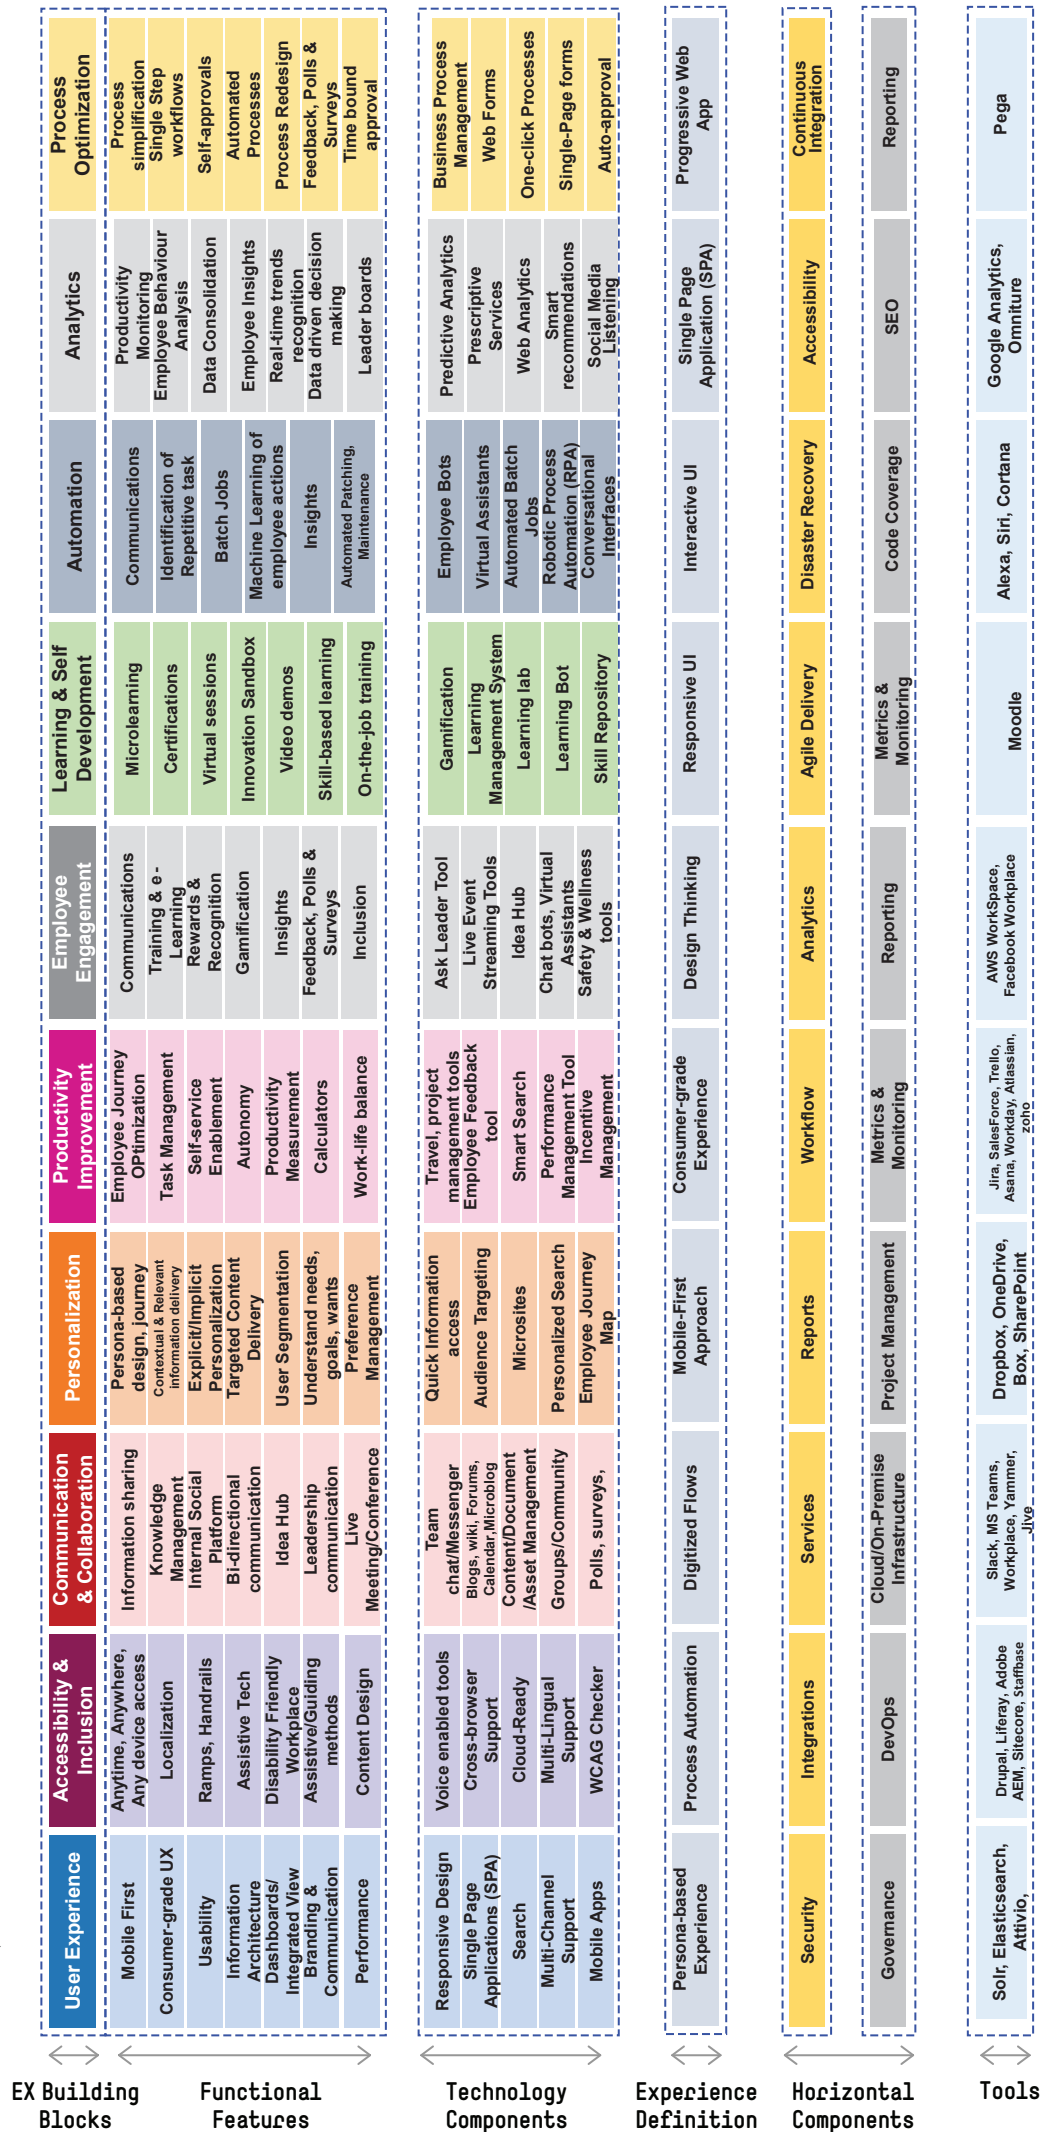 EX Building
Blocks
User Experience
Accessibility &
Inclusion
Communication
& Collaboration
Personalization
Productivity
Improvement
Employee
Engagement
Learning & Self
Development
Automation
Analytics
Process
Optimization
Functional
Features
Mobile First
Consumer-grade UX
Usability
Information
Architecture
Dashboards/
Integrated View
Branding &
Communication
Performance
Anytime, Anywhere,
Any device access
Localization
Ramps, Handrails
Assistive Tech
Disability Friendly
Workplace
Assistive/Guiding
methods
Content Design
Information sharing
Knowledge
Management
Internal Social
Platform
Bi-directional
communication
Idea Hub
Leadership
communication
Live
Meeting/Conference
Persona-based
design, journey
Contextual & Relevant
information delivery
Explicit/Implicit
Personalization
Targeted Content
Delivery
User Segmentation
Understand needs,
goals, wants
Preference
Management
Employee Journey
OPtimization
Task Management
Self-service
Enablement
Autonomy
Productivity
Measurement
Calculators
Work-life balance
Communications
Training & e-
Learning
Rewards &
Recognition
Gamification
Insights
Feedback, Polls &
Surveys
Inclusion
Microlearning
Certifications
Virtual sessions
Innovation Sandbox
Video demos
Skill-based learning
On-the-job training
Communications
Identification of
Repetitive task
Batch Jobs
Machine Learning of
employee actions
Insights
Automated Patching,
Maintenance
Productivity
Monitoring
Employee Behaviour
Analysis
Data Consolidation
Employee Insights
Real-time trends
recognition
Data driven decision
making
Leader boards
Process
simplification
Single Step
workflows
Self-approvals
Automated
Processes
Process Redesign
Feedback, Polls &
Surveys
Time bound
approval
Technology
Components
Responsive Design
Single Page
Applications (SPA)
Search
Multi-Channel
Support
Mobile Apps
Voice enabled tools
Cross-browser
Support
Cloud-Ready
Multi-Lingual
Support
WCAG Checker
Team
chat/Messenger
Blogs, wiki, Forums,
Calendar,Microblog
Content/Document
/Asset Management
Groups/Community
Polls, surveys,
Quick Information
access
Audience Targeting
Microsites
Personalized Search
Employee Journey
Map
Travel, project
management tools
Employee Feedback
tool
Smart Search
Performance
Management Tool
Incentive
Management
Ask Leader Tool
Live Event
Streaming Tools
Idea Hub
Chat bots, Virtual
Assistants
Safety & Wellness
tools
Gamification
Learning
Management System
Learning lab
Learning Bot
Skill Repository
Employee Bots
Virtual Assistants
Automated Batch
Jobs
Robotic Process
Automation (RPA)
Conversational
Interfaces
Predictive Analytics
Prescriptive
Services
Web Analytics
Smart
recommendations
Social Media
Listening
Business Process
Management
Web Forms
One-click Processes
Single-Page forms
Auto-approval
Experience
Definition
Persona-based
Experience
Process Automation
Digitized Flows
Mobile-First
Approach
Consumer-grade
Experience
Design Thinking
Responsive UI
Interactive UI
Single Page
Application (SPA)
Progressive Web
App
Horizontal
Components
Security
Integrations
Services
Reports
Workflow
Analytics
Agile Delivery
Disaster Recovery
Accessibility
Continuous
Integration
Governance
DevOps
Cloud/On-Premise
Infrastructure
Project Management
Metrics &
Monitoring
Reporting
Metrics &
Monitoring
Code Coverage
SEO
Reporting
Tools
Solr, Elasticsearch,
Attivio,
Drupal, Liferay, Adobe
AEM, Sitecore, Staffbase
Slack, MS Teams,
Workplace, Yammer,
Jive
Dropbox, OneDrive,
Box, SharePoint
Jira, SalesForce, Trello,
Asana, Workday, Atlassian,
zoho
AWS WorkSpace,
Facebook Workplace
Moodle
Alexa, Siri, Cortana
Google Analytics,
Omniture
Pega